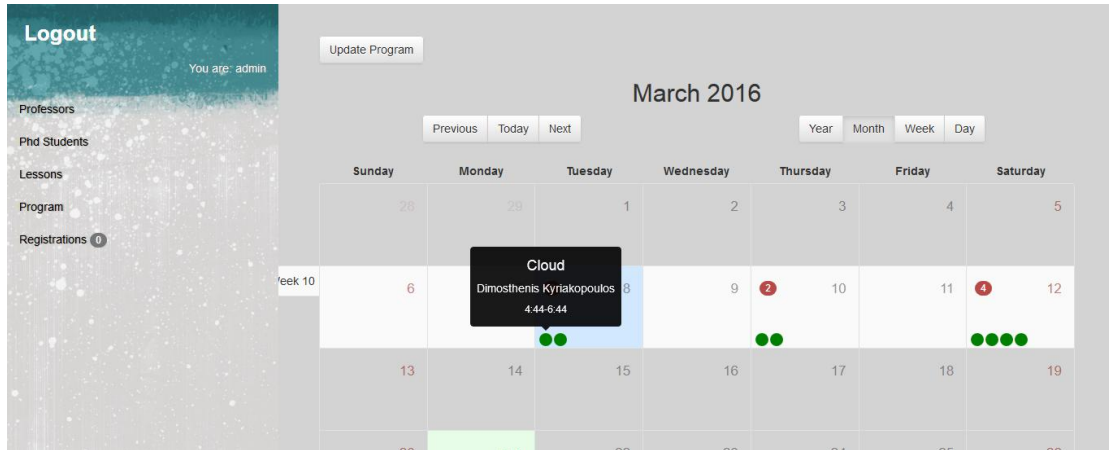 Logout
You are: admin
Professors
Phd Students
Lessons
Program
Registrations 0
Update Program
March 2016
Previous Today Next
Year Month Week Day
Sunday Monday Tuesday Wednesday Thursday Friday Saturday
28 29 1 2 3 4 5
Cloud
Dimosthenis Kyriakopoulos
4:44-6:44
eek 10 6 8 9 2 10 11 4 12
13 14 15 16 17 18 19